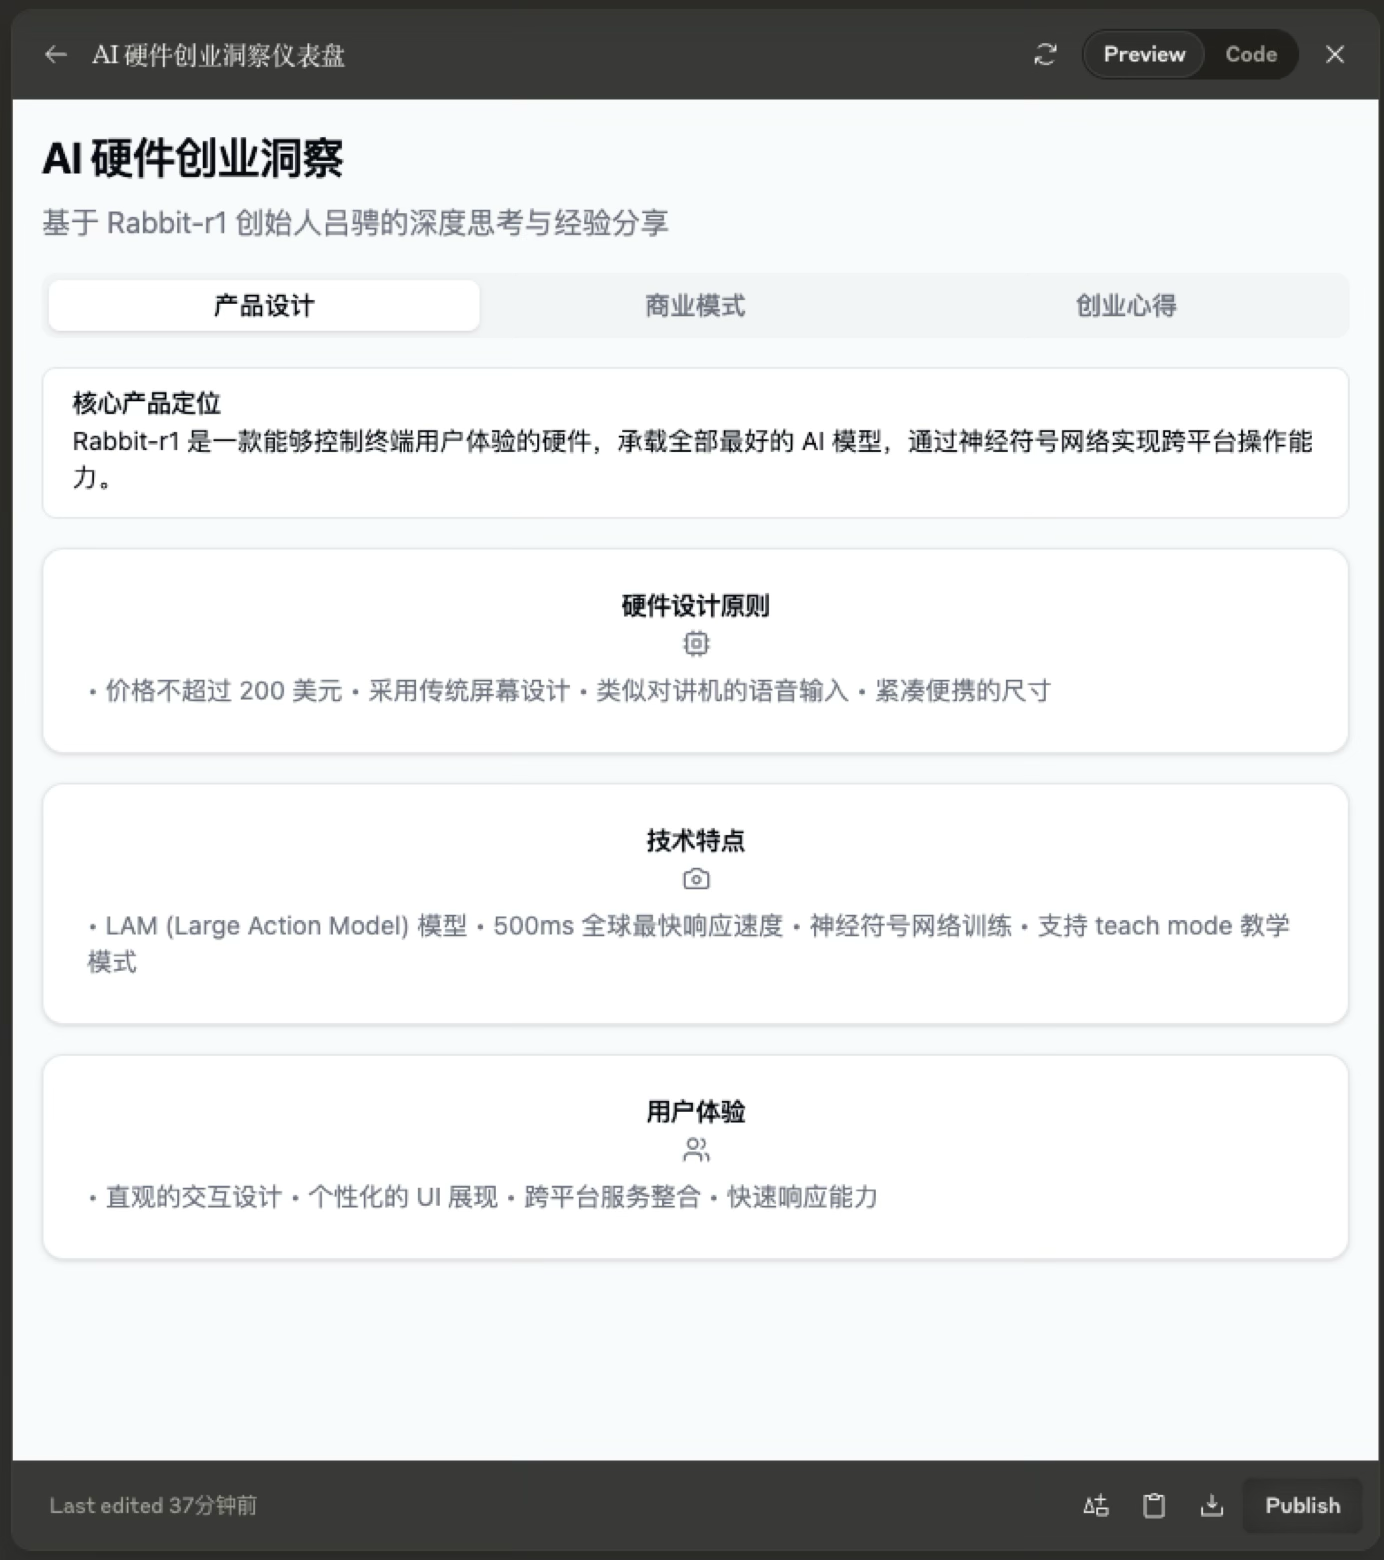 AI 硬件创业洞察仪表盘
Preview
Code
AI 硬件创业洞察
基于 Rabbit-r1 创始人吕骋的深度思考与经验分享
产品设计
商业模式
创业心得
核心产品定位
Rabbit-r1 是一款能够控制终端用户体验的硬件，承载全部最好的 AI 模型，通过神经符号网络实现跨平台操作能
力。
硬件设计原则
• 价格不超过 200 美元 • 采用传统屏幕设计 • 类似对讲机的语音输入 • 紧凑便携的尺寸
技术特点
• LAM (Large Action Model) 模型 • 500ms 全球最快响应速度 • 神经符号网络训练 • 支持 teach mode 教学
模式
用户体验
• 直观的交互设计 • 个性化的 UI 展现 • 跨平台服务整合 • 快速响应能力
Last edited 37分钟前
Publish